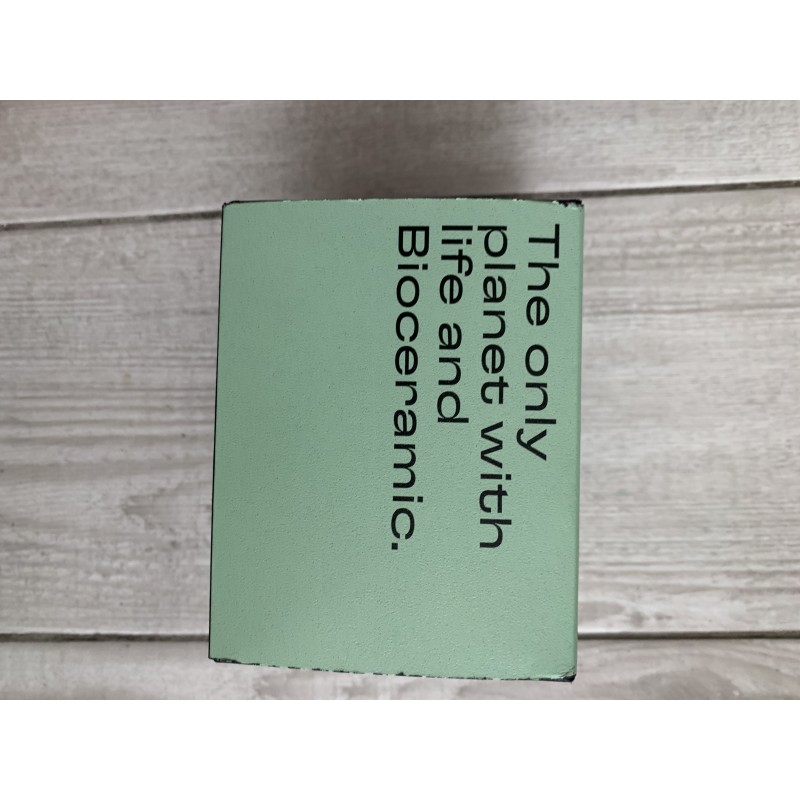 The only
planet with
life and
Bioceramic.